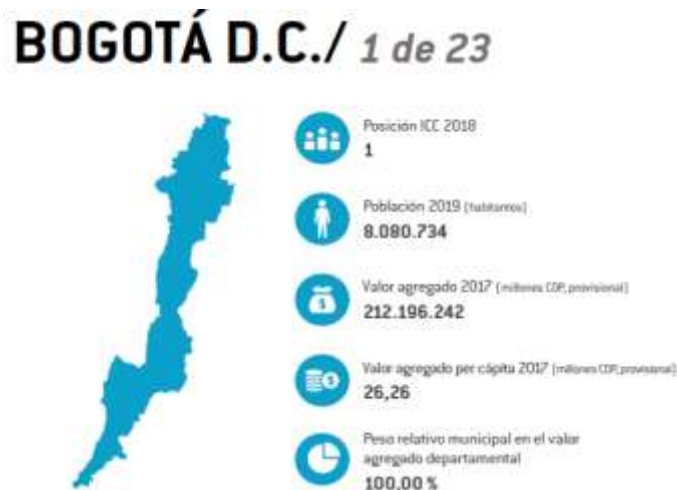 BOGOTÁ D.C./ 1 de 23
Posición ICC 2018
1
Población 2019 (habitantes)
8.080.734
Valor agregado 2017 (millones COP, provisional)
212.196.242
Valor agregado per cápita 2017 (millones COP, provisional)
26,26
Peso relativo municipal en el valor
agregado departamental
100,00 %